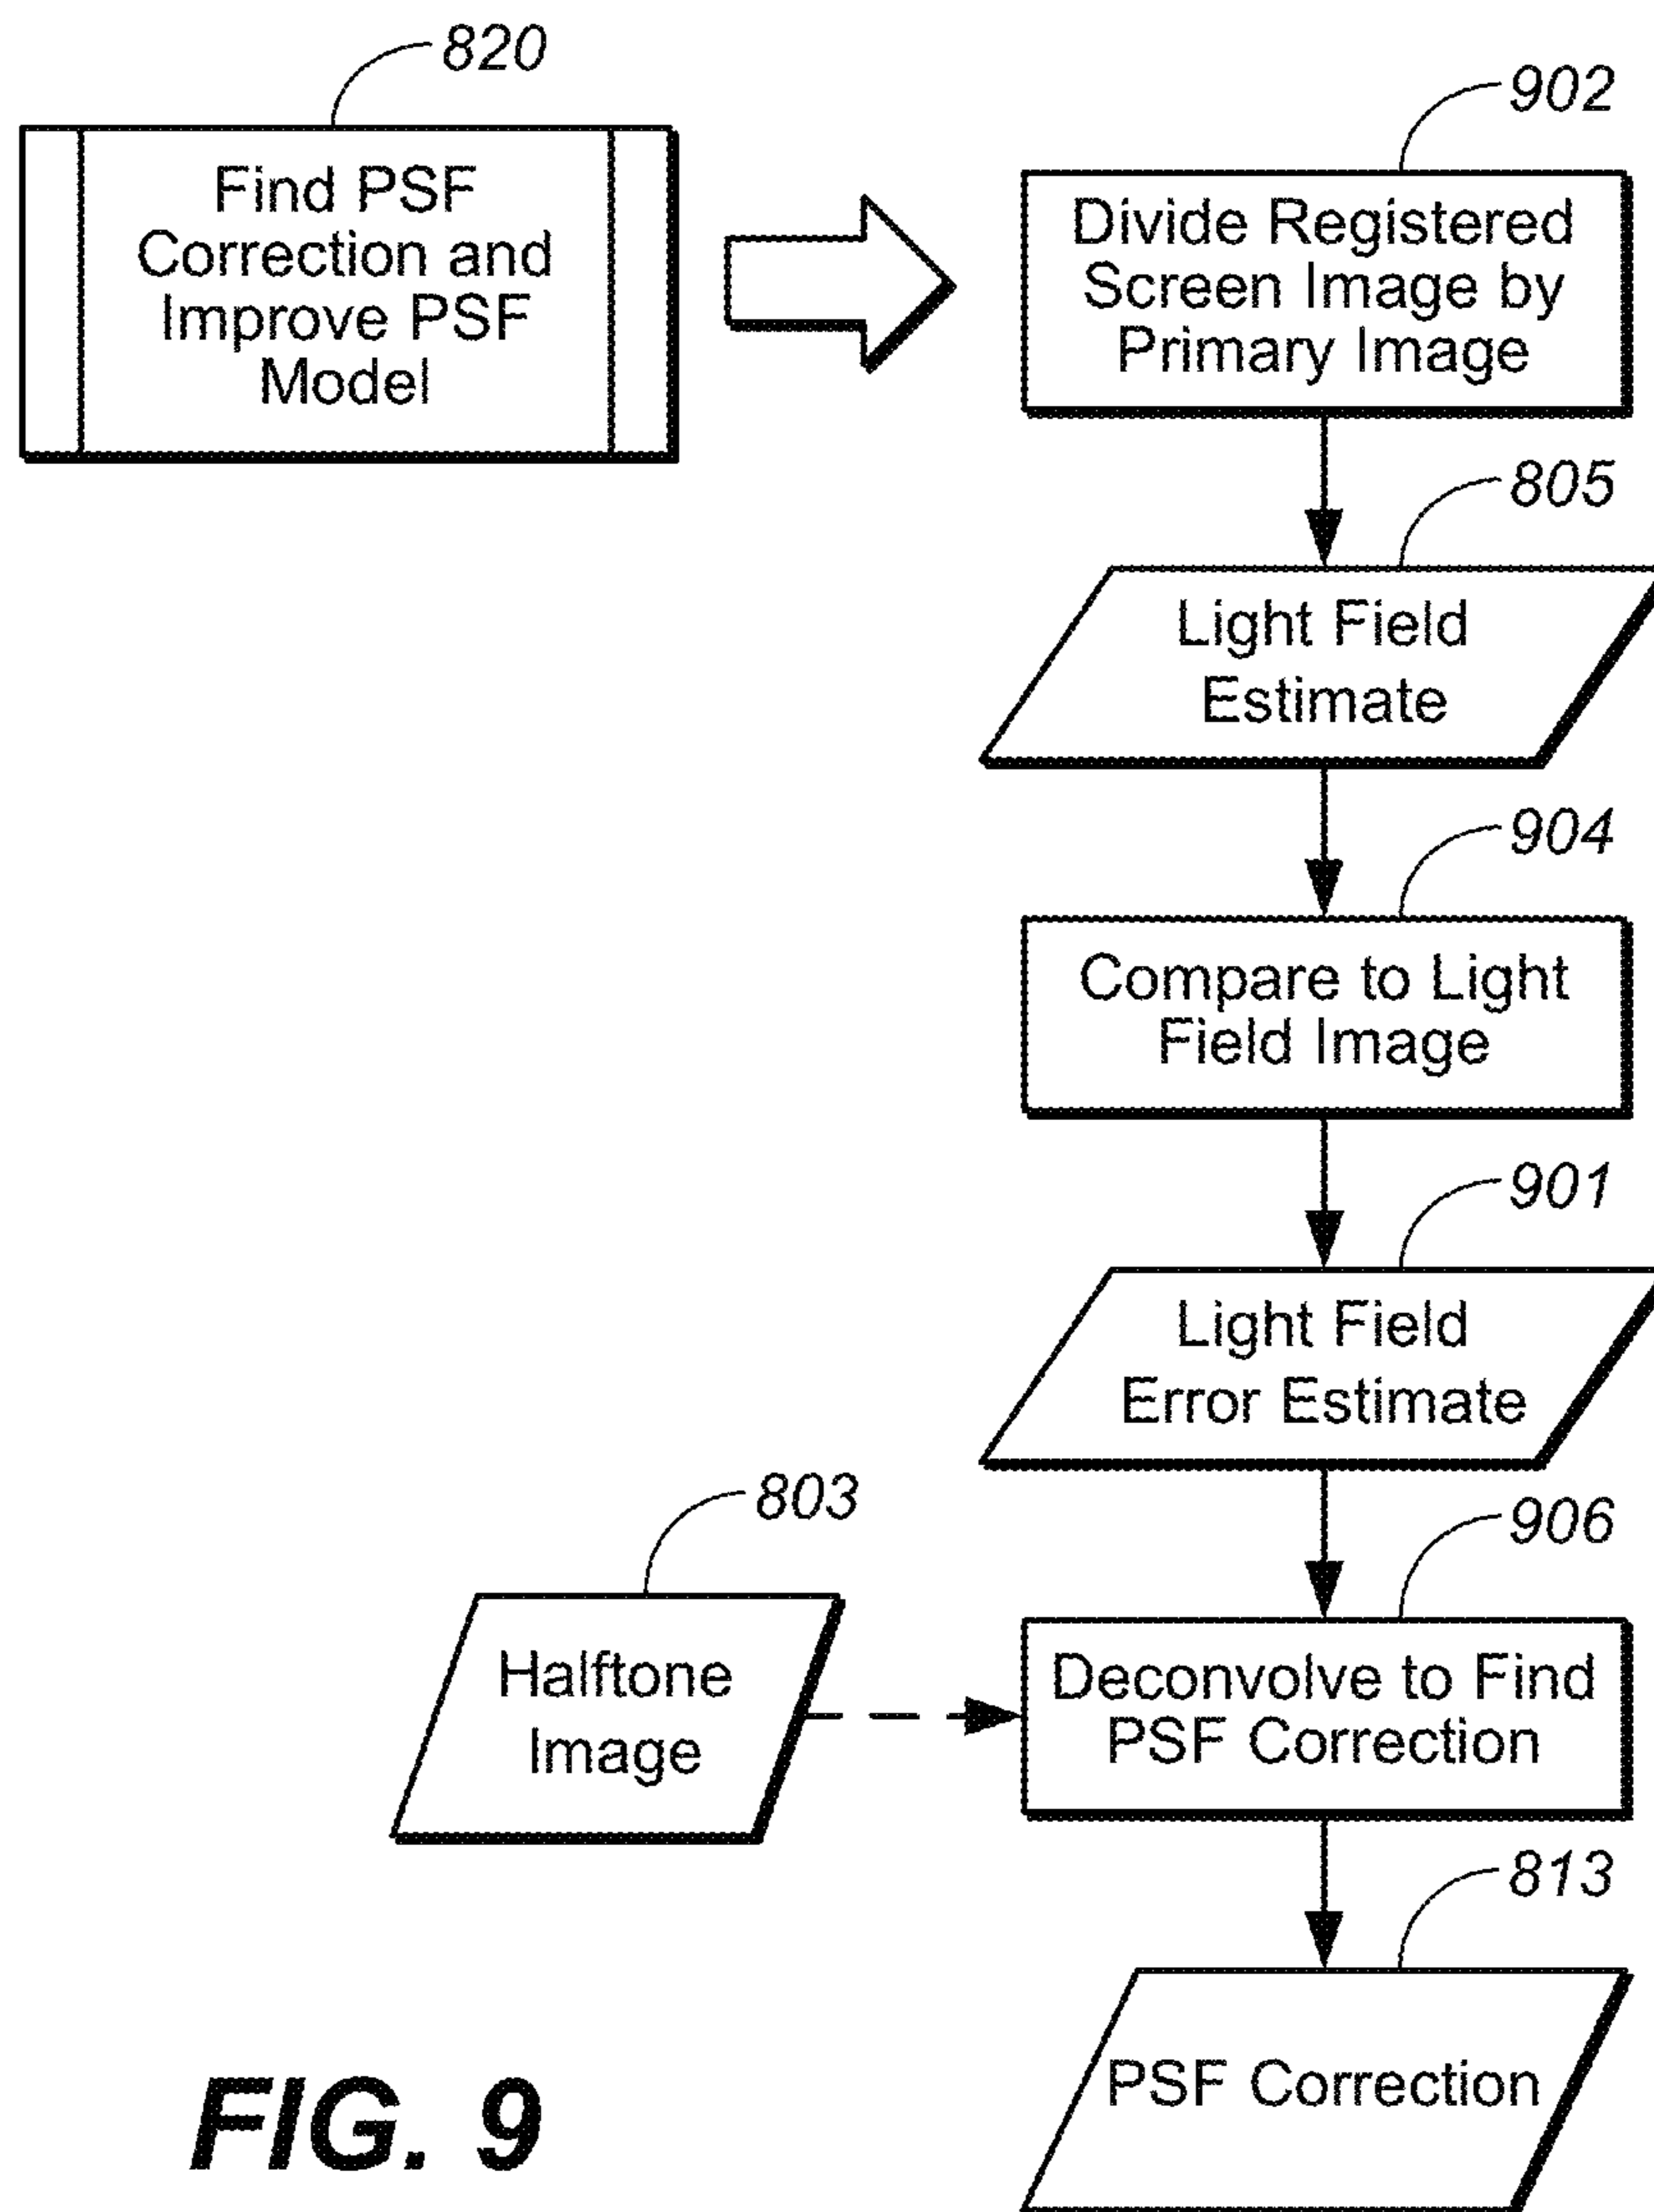 820
Find PSF
Correction and
Improve PSF
Model
902
Divide Registered
Screen Image by
Primary Image
805
Light Field
Estimate
904
Compare to Light
Field Image
901
Light Field
Error Estimate
803
Halftone
Image
906
Deconvolve to Find
PSF Correction
813
PSF Correction
FIG. 9